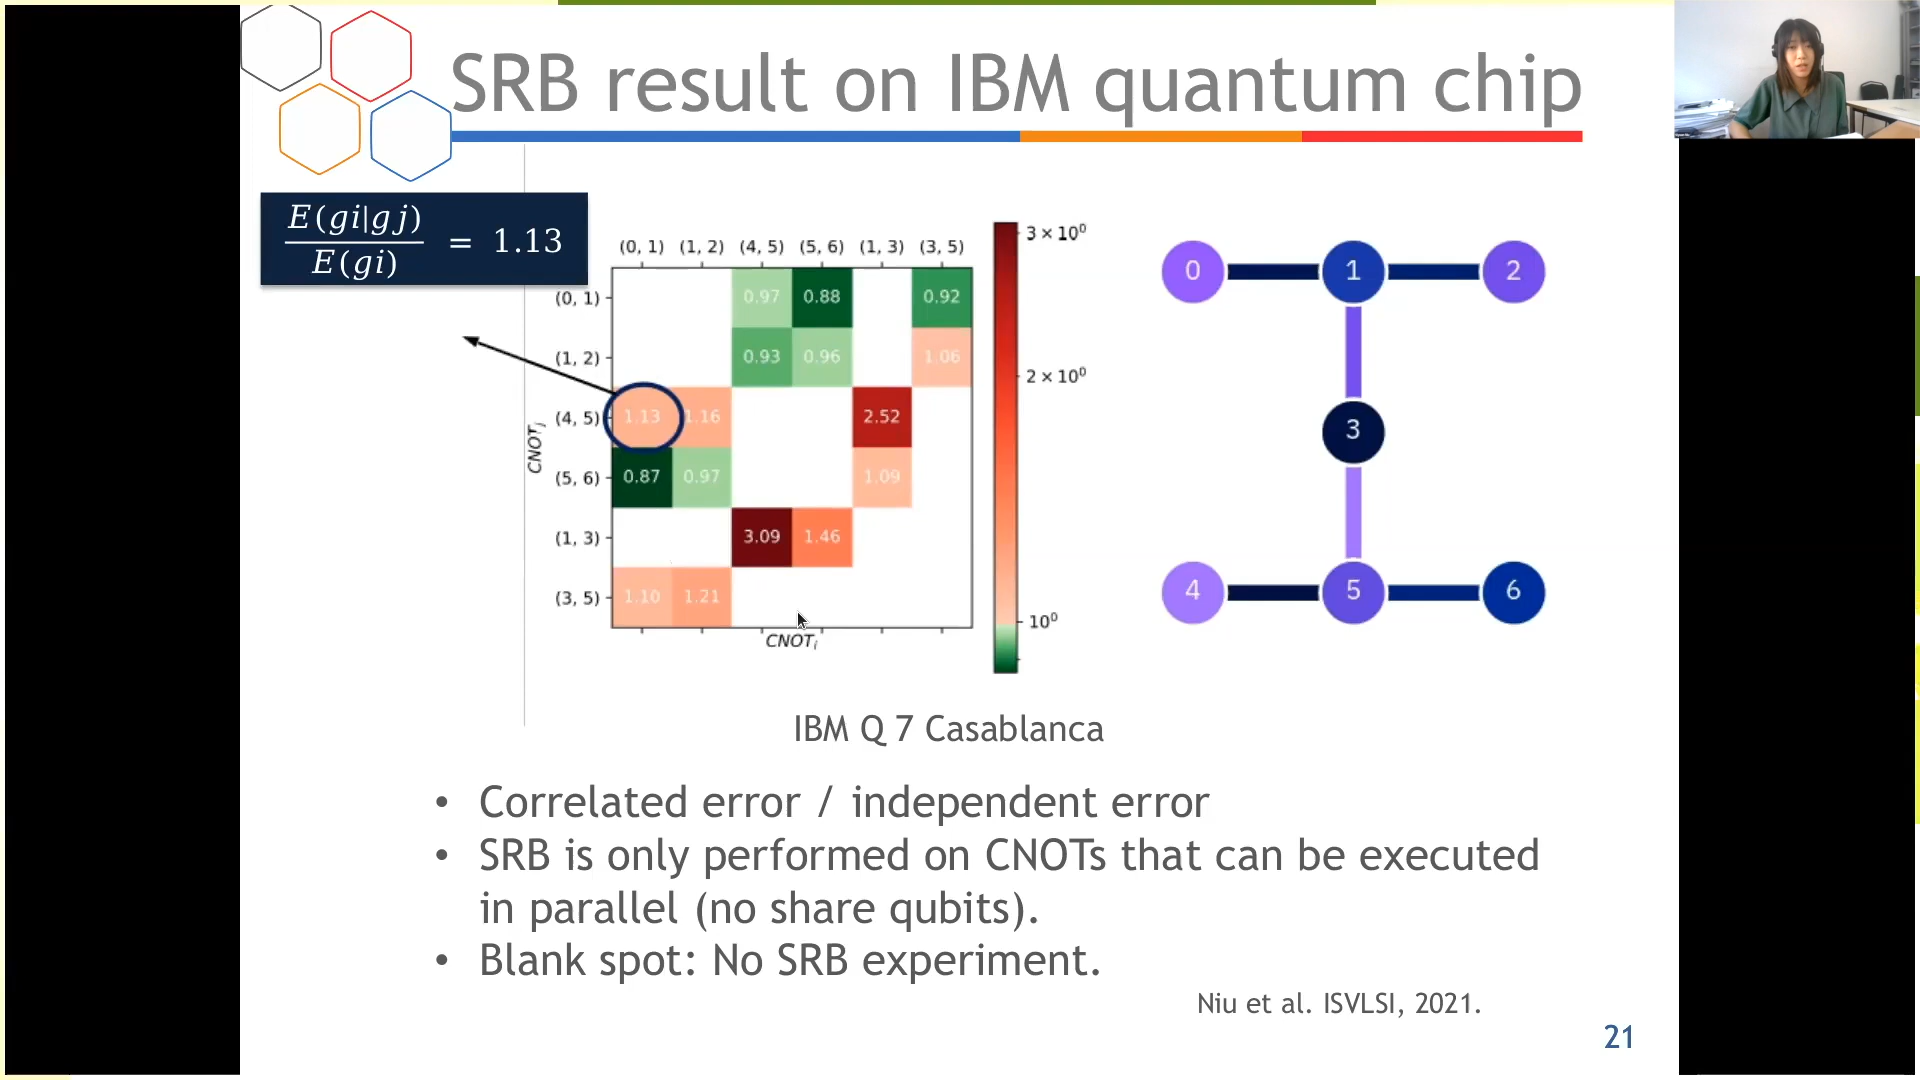 SRB result on IBM quantum chip
E(gi|gj)
E(gi)
= 1.13
(0, 1) (1, 2) (4, 5) (5, 6) (1, 3) (3, 5)
(0, 1) 0.97 0.88 0.92
(1, 2) 0.93 0.96 1.06
(4, 5) 1.13 1.16 2.52
(5, 6) 0.87 0.97 1.09
(1, 3) 3.09 1.46
(3, 5) 1.10 1.21
CNOTj
CNOTi
3 × 10⁰
2 × 10⁰
10⁰
0 1 2
3
4 5 6
IBM Q 7 Casablanca
• Correlated error / independent error
• SRB is only performed on CNOTs that can be executed
in parallel (no share qubits).
• Blank spot: No SRB experiment.
Niu et al. ISVLSI, 2021.
21